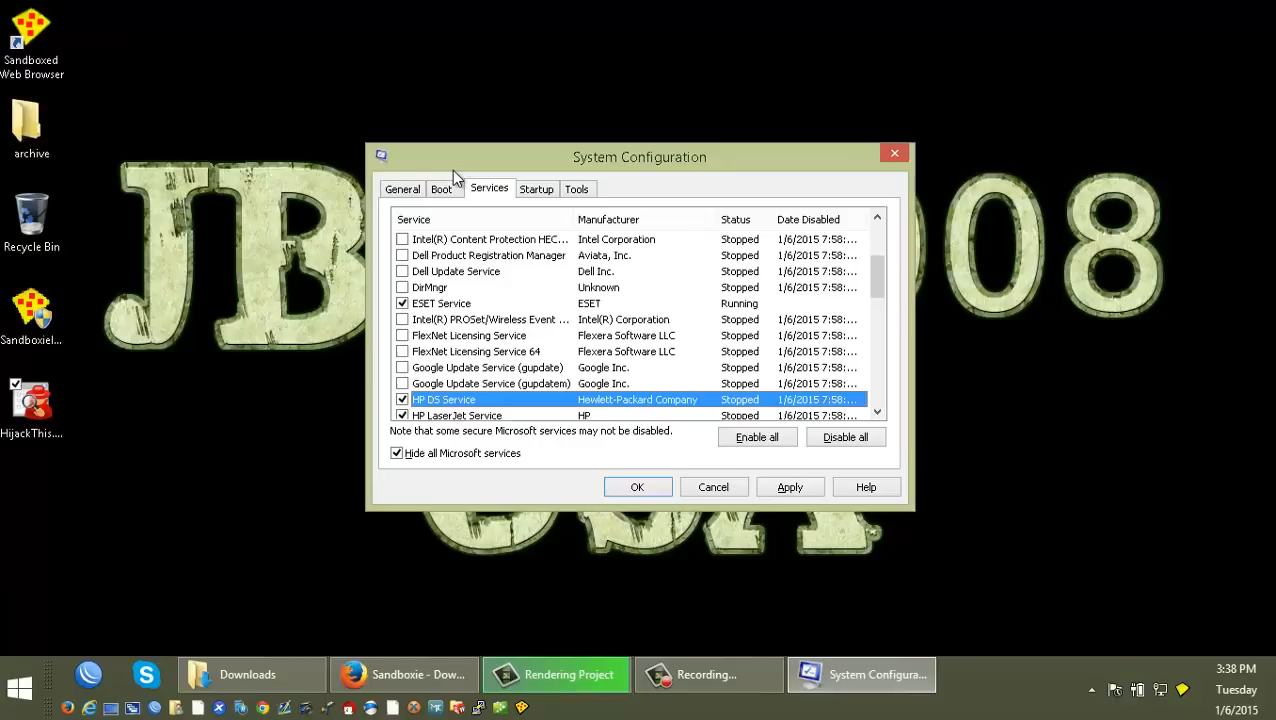 Sandboxed
Web Browser
archive
Recycle Bin
SandboxieI...
HijackThis....
JB
008
System Configuration
General
Boot
Services
Startup
Tools
Service Manufacturer Status Date Disabled
Intel(R) Content Protection HEC... Intel Corporation Stopped 1/6/2015 7:58:...
Dell Product Registration Manager Aviata, Inc. Stopped 1/6/2015 7:58:...
Dell Update Service Dell Inc. Stopped 1/6/2015 7:58:...
DirMngr Unknown Stopped 1/6/2015 7:58:...
ESET Service ESET Running
Intel(R) PROSet/Wireless Event ... Intel(R) Corporation Stopped 1/6/2015 7:58:...
FlexNet Licensing Service Flexera Software LLC Stopped 1/6/2015 7:58:...
FlexNet Licensing Service 64 Flexera Software LLC Stopped 1/6/2015 7:58:...
Google Update Service (gupdate) Google Inc. Stopped 1/6/2015 7:58:...
Google Update Service (gupdatem) Google Inc. Stopped 1/6/2015 7:58:...
HP DS Service Hewlett-Packard Company Stopped 1/6/2015 7:58:...
HP LaserJet Service HP Stopped 1/6/2015 7:58:...
Note that some secure Microsoft services may not be disabled.
Enable all
Disable all
Hide all Microsoft services
OK
Cancel
Apply
Help
Downloads
Sandboxie - Dow...
Rendering Project
Recording...
System Configura...
3:38 PM
Tuesday
1/6/2015